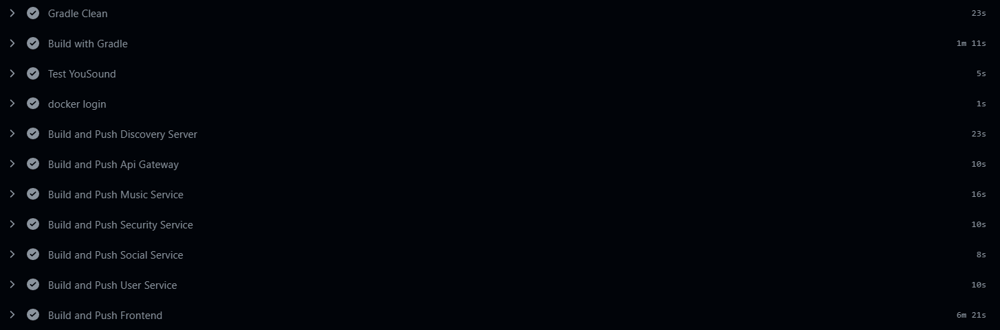 Gradle Clean 23s
Build with Gradle 1m 11s
Test YouSound 5s
docker login 1s
Build and Push Discovery Server 23s
Build and Push Api Gateway 10s
Build and Push Music Service 16s
Build and Push Security Service 10s
Build and Push Social Service 8s
Build and Push User Service 10s
Build and Push Frontend 6m 21s